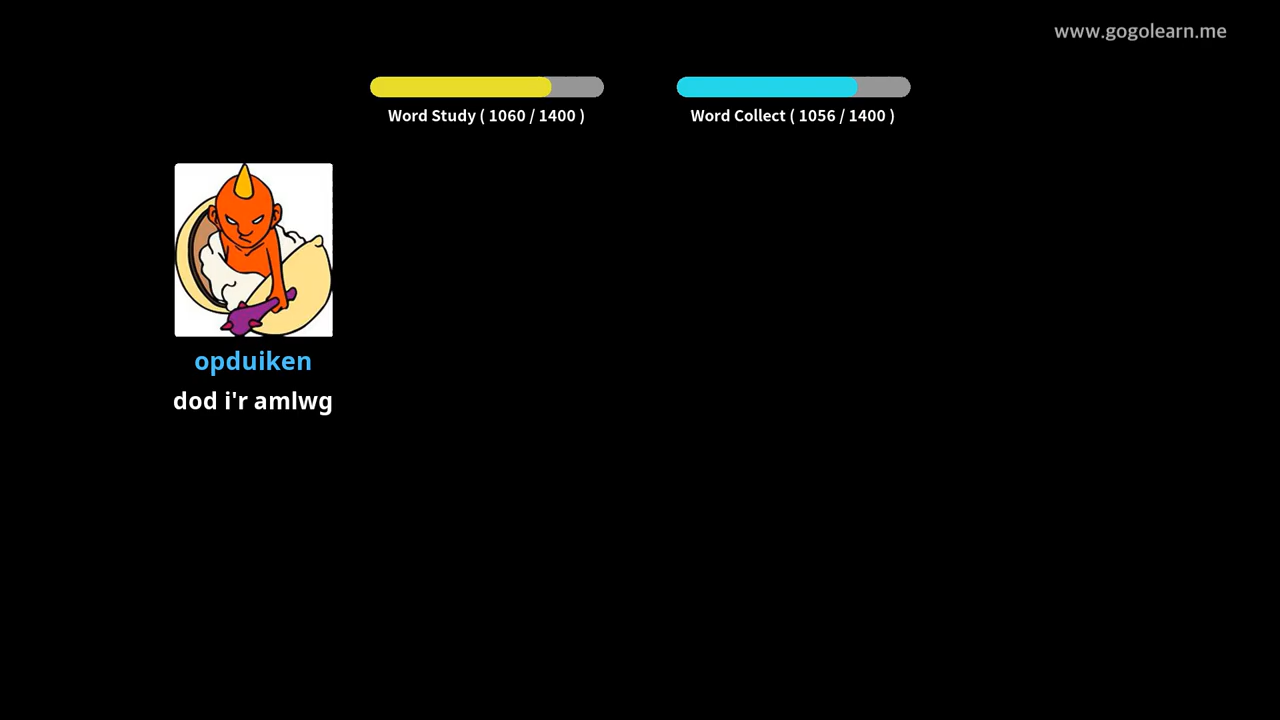 www.gogolearn.me
Word Study ( 1060 / 1400 )
Word Collect ( 1056 / 1400 )
opduiken
dod i'r amlwg